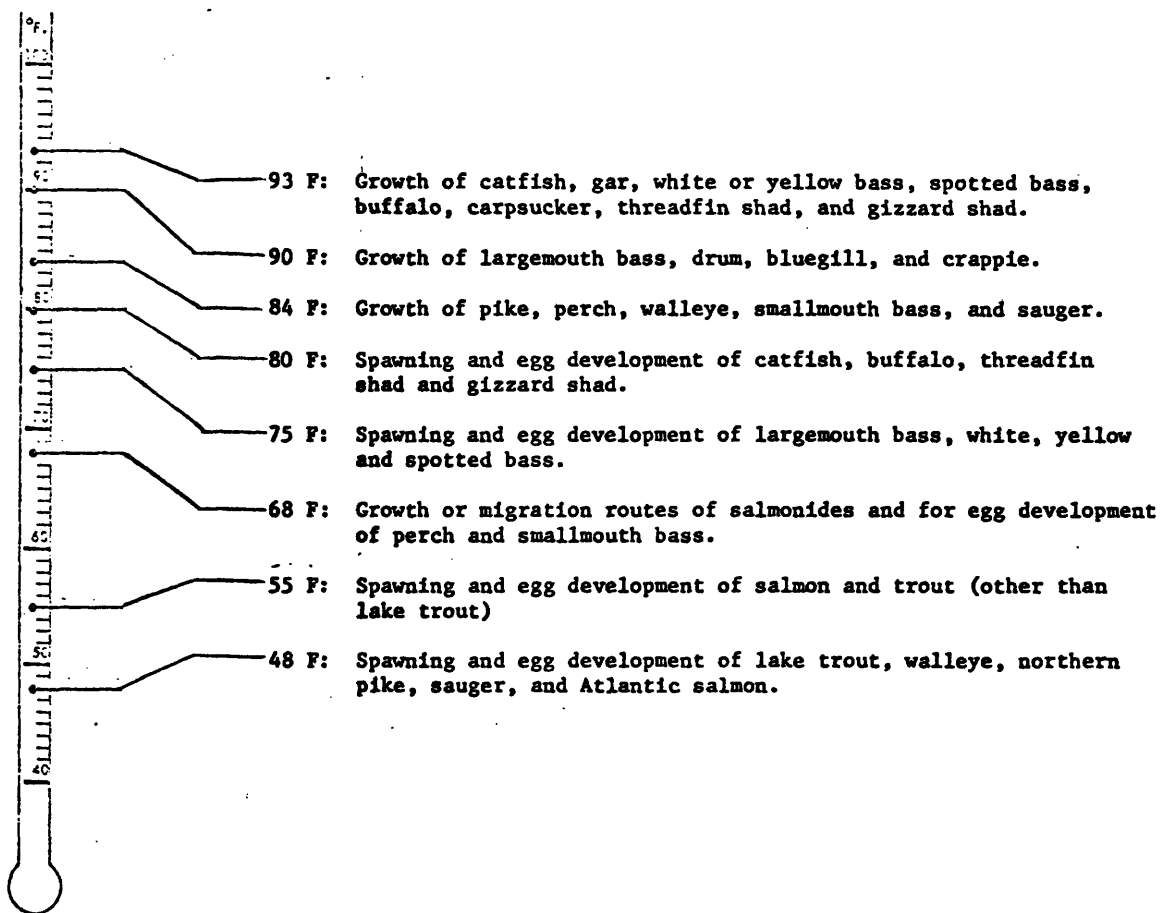 °F.
93 F: Growth of catfish, gar, white or yellow bass, spotted bass,
buffalo, carpsucker, threadfin shad, and gizzard shad.
90 F: Growth of largemouth bass, drum, bluegill, and crappie.
84 F: Growth of pike, perch, walleye, smallmouth bass, and sauger.
80 F: Spawning and egg development of catfish, buffalo, threadfin
shad and gizzard shad.
75 F: Spawning and egg development of largemouth bass, white, yellow
and spotted bass.
68 F: Growth or migration routes of salmonides and for egg development
of perch and smallmouth bass.
60
55 F: Spawning and egg development of salmon and trout (other than
lake trout)
50
48 F: Spawning and egg development of lake trout, walleye, northern
pike, sauger, and Atlantic salmon.
40